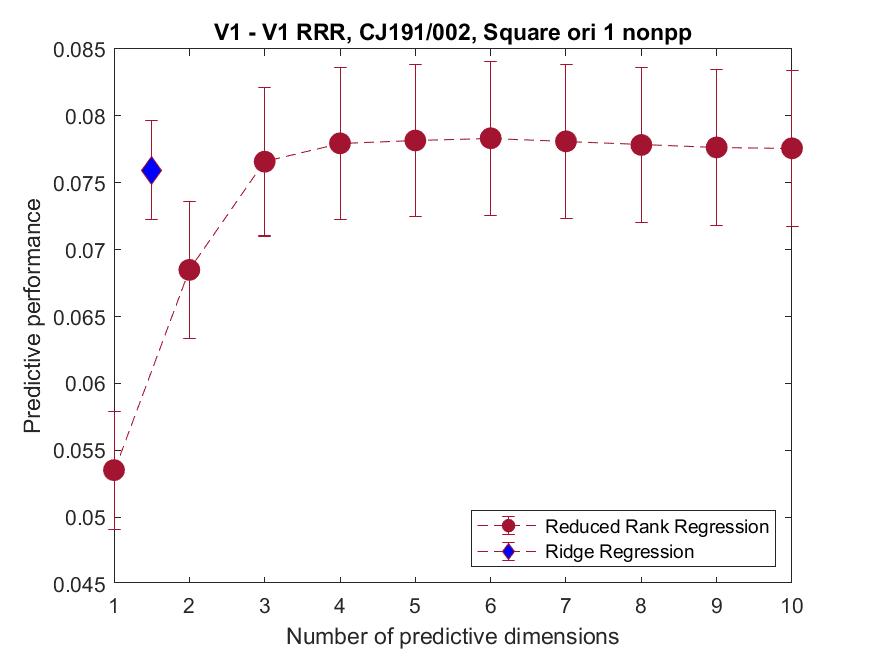 V1 - V1 RRR, CJ191/002, Square ori 1 nonpp
0.085
0.08
0.075
0.07
0.065
0.06
0.055
0.05
0.045
Predictive performance
1 2 3 4 5 6 7 8 9 10
Number of predictive dimensions
Reduced Rank Regression
Ridge Regression